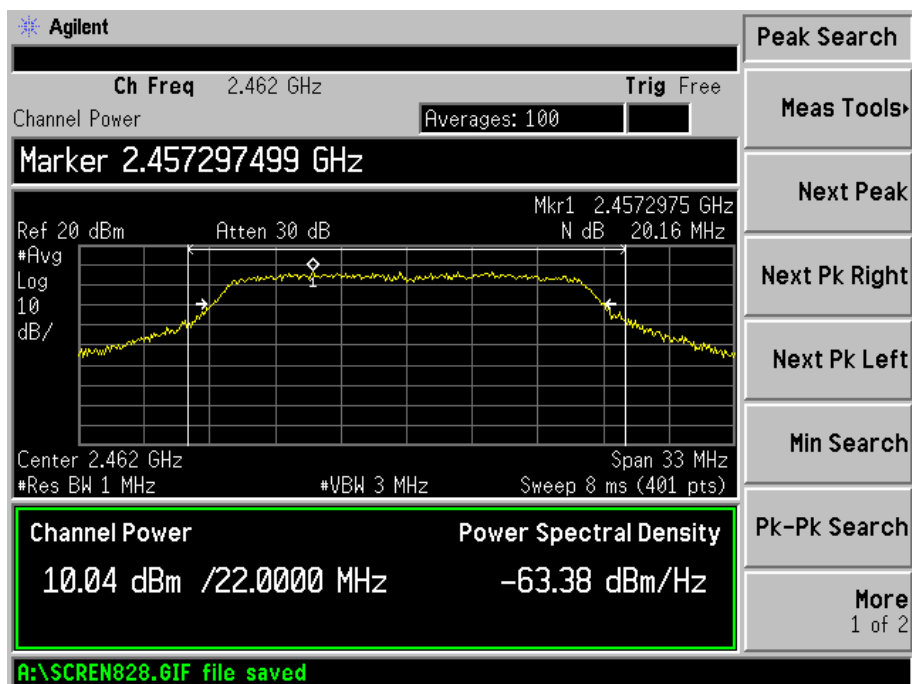 Agilent
Peak Search
Ch Freq 2.462 GHz Trig Free
Channel Power Averages: 100
Meas Tools
Marker 2.457297499 GHz
Mkr1 2.4572975 GHz
Ref 20 dBm Atten 30 dB N dB 20.16 MHz
Next Peak
#Avg
Log
10
dB/
1
Next Pk Right
Next Pk Left
Center 2.462 GHz Span 33 MHz
#Res BW 1 MHz #VBW 3 MHz Sweep 8 ms (401 pts)
Min Search
Channel Power Power Spectral Density
10.04 dBm /22.0000 MHz -63.38 dBm/Hz
Pk-Pk Search
More
1 of 2
A:\SCREN828.GIF file saved